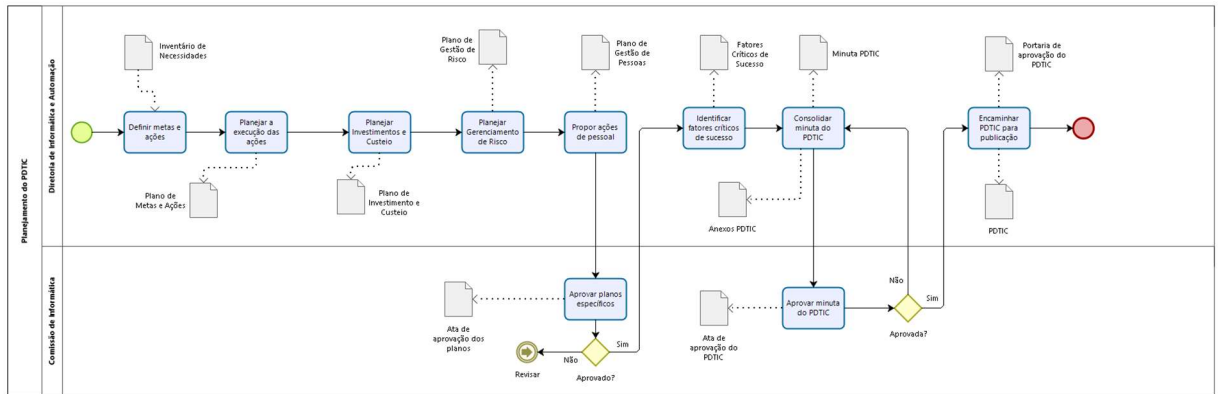 Planejamento do PDTIC
Diretoria de Informática e Automação
Inventário de
Necessidades
Definir metas e
ações
Planejar a
execução das
ações
Plano de
Metas e Ações
Planejar
Investimentos e
Custeio
Plano de
Investimento e
Custeio
Plano de
Gestão de
Risco
Planejar
Gerenciamento
de Risco
Plano de
Gestão de
Pessoas
Propor ações
de pessoal
Fatores
Críticos de
Sucesso
Identificar
fatores críticos
de sucesso
Minuta PDTIC
Consolidar
minuta do
PDTIC
Anexos PDTIC
Portaria de
aprovação do
PDTIC
Encaminhar
PDTIC para
publicação
PDTIC
Comissão de Informática
Aprovar planos
específicos
Ata de
aprovação dos
planos
Sim
Não
Revisar
Aprovado?
Aprovar minuta
do PDTIC
Ata de
aprovação do
PDTIC
Não
Sim
Aprovada?